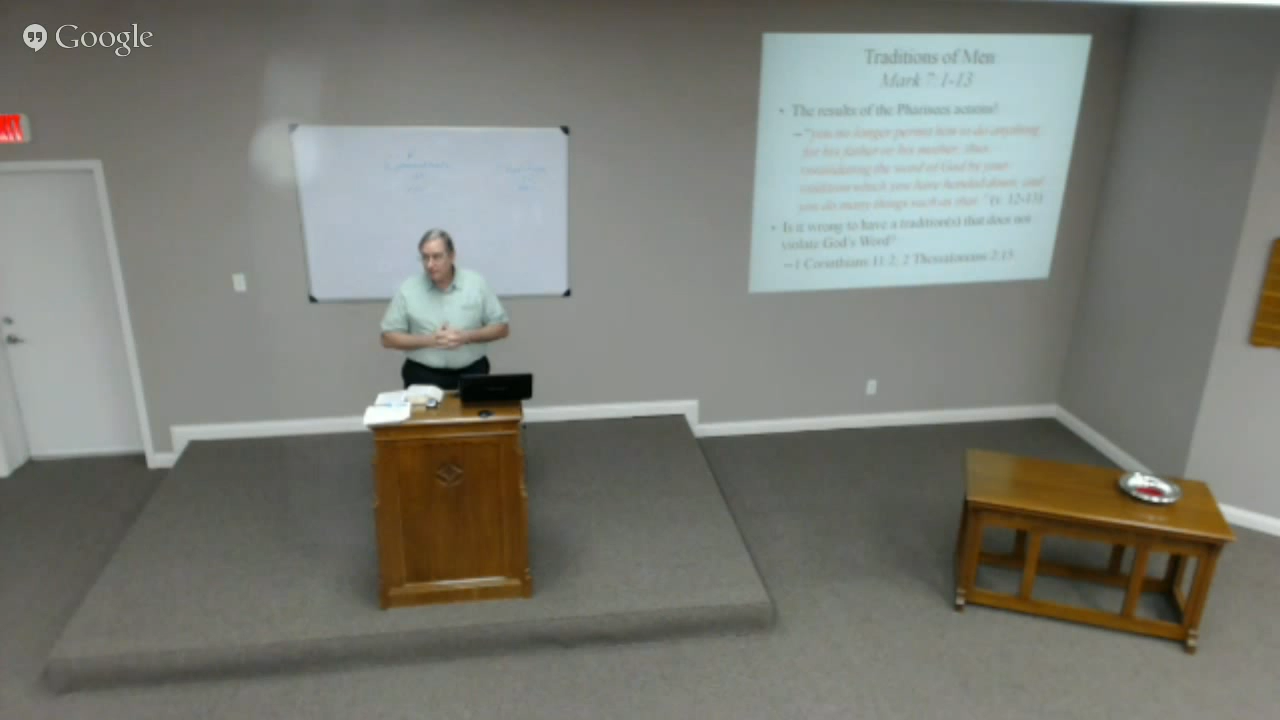 Google
Traditions of Men
Mark 7:1-13
• The results of the Pharisees actions!
–"you no longer permit him to do anything
for his father or his mother; thus
invalidating the word of God by your
tradition which you have handed down; and
you do many things such as that." (v. 12-13)
• Is it wrong to have a tradition(s) that does not
violate God's Word?
–1 Corinthians 11:2; 2 Thessalonians 2:15